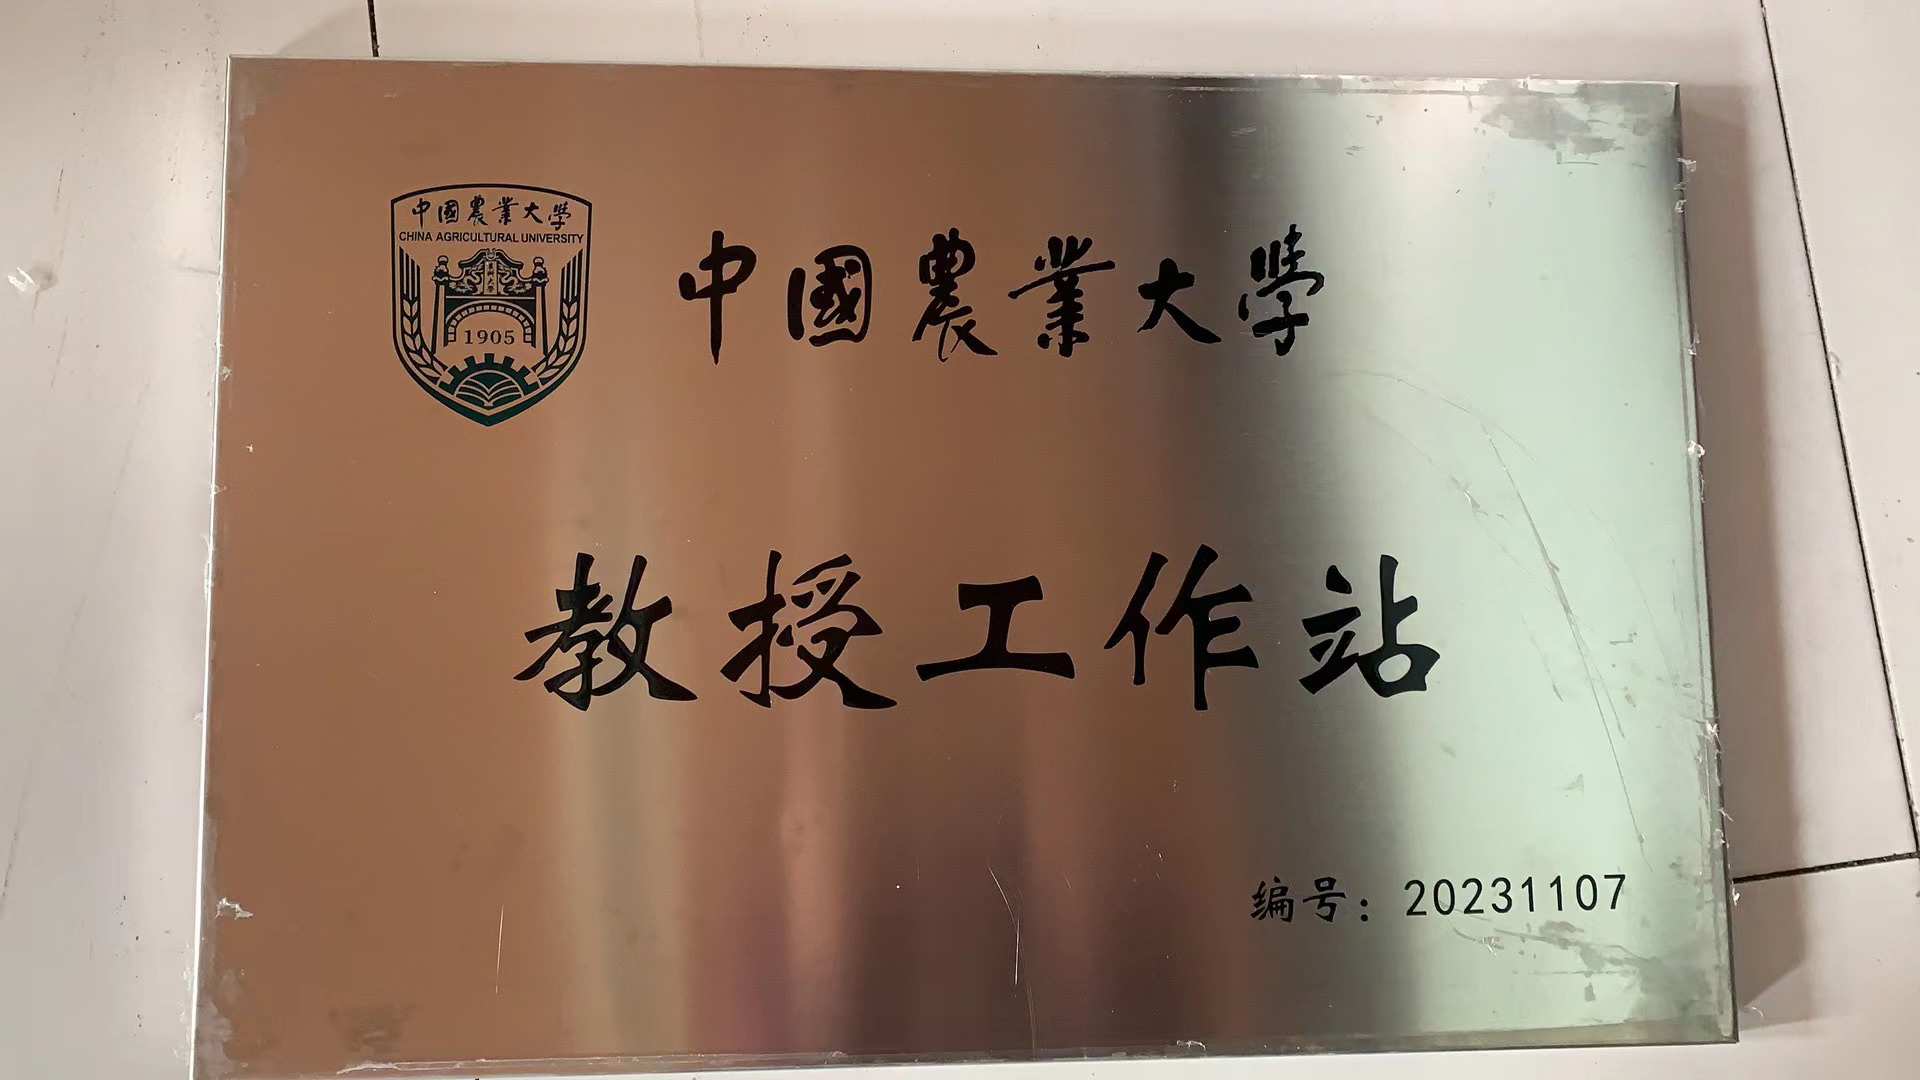 中國農業大學
CHINA AGRICULTURAL UNIVERSITY
1905
中國農業大學
教授工作站
编号：20231107